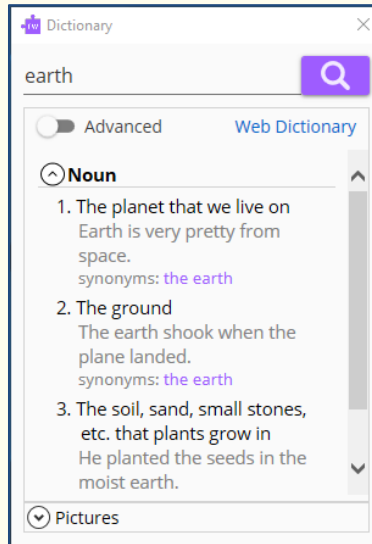 rw Dictionary
earth
Advanced Web Dictionary
Noun
1. The planet that we live on
Earth is very pretty from
space.
synonyms: the earth
2. The ground
The earth shook when the
plane landed.
synonyms: the earth
3. The soil, sand, small stones,
etc. that plants grow in
He planted the seeds in the
moist earth.
Pictures